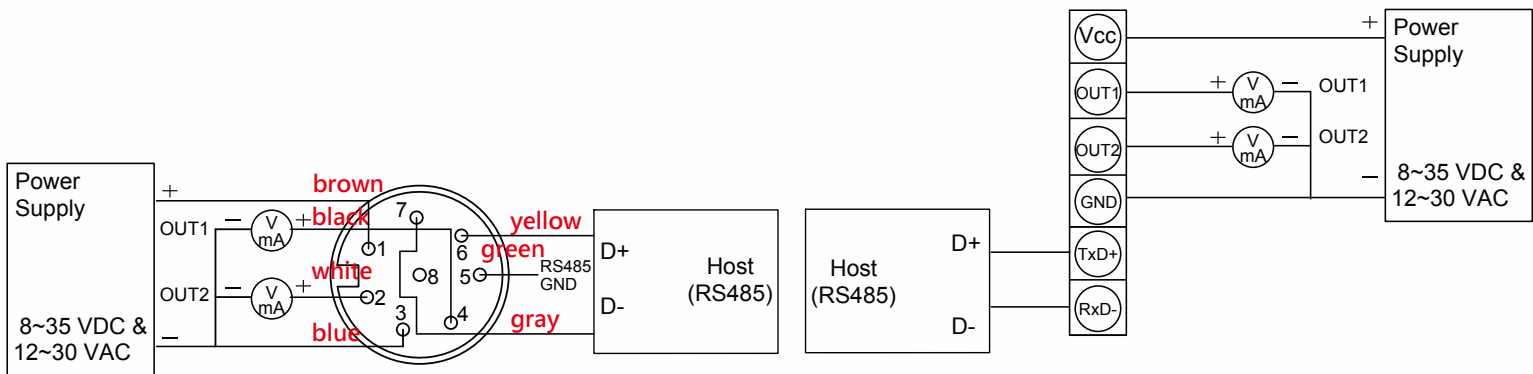 Power
Supply
+
OUT1
− V mA +
OUT2
− V mA +
8~35 VDC &
12~30 VAC
−
brown
black
white
blue
7
1
6
8
5
2
3
4
yellow
green
RS485
GND
gray
D+
D-
Host
(RS485)
Host
(RS485)
D+
D-
Vcc
OUT1
OUT2
GND
TxD+
RxD-
+ V mA − OUT1
+ V mA − OUT2
+
Power
Supply
−
8~35 VDC &
12~30 VAC